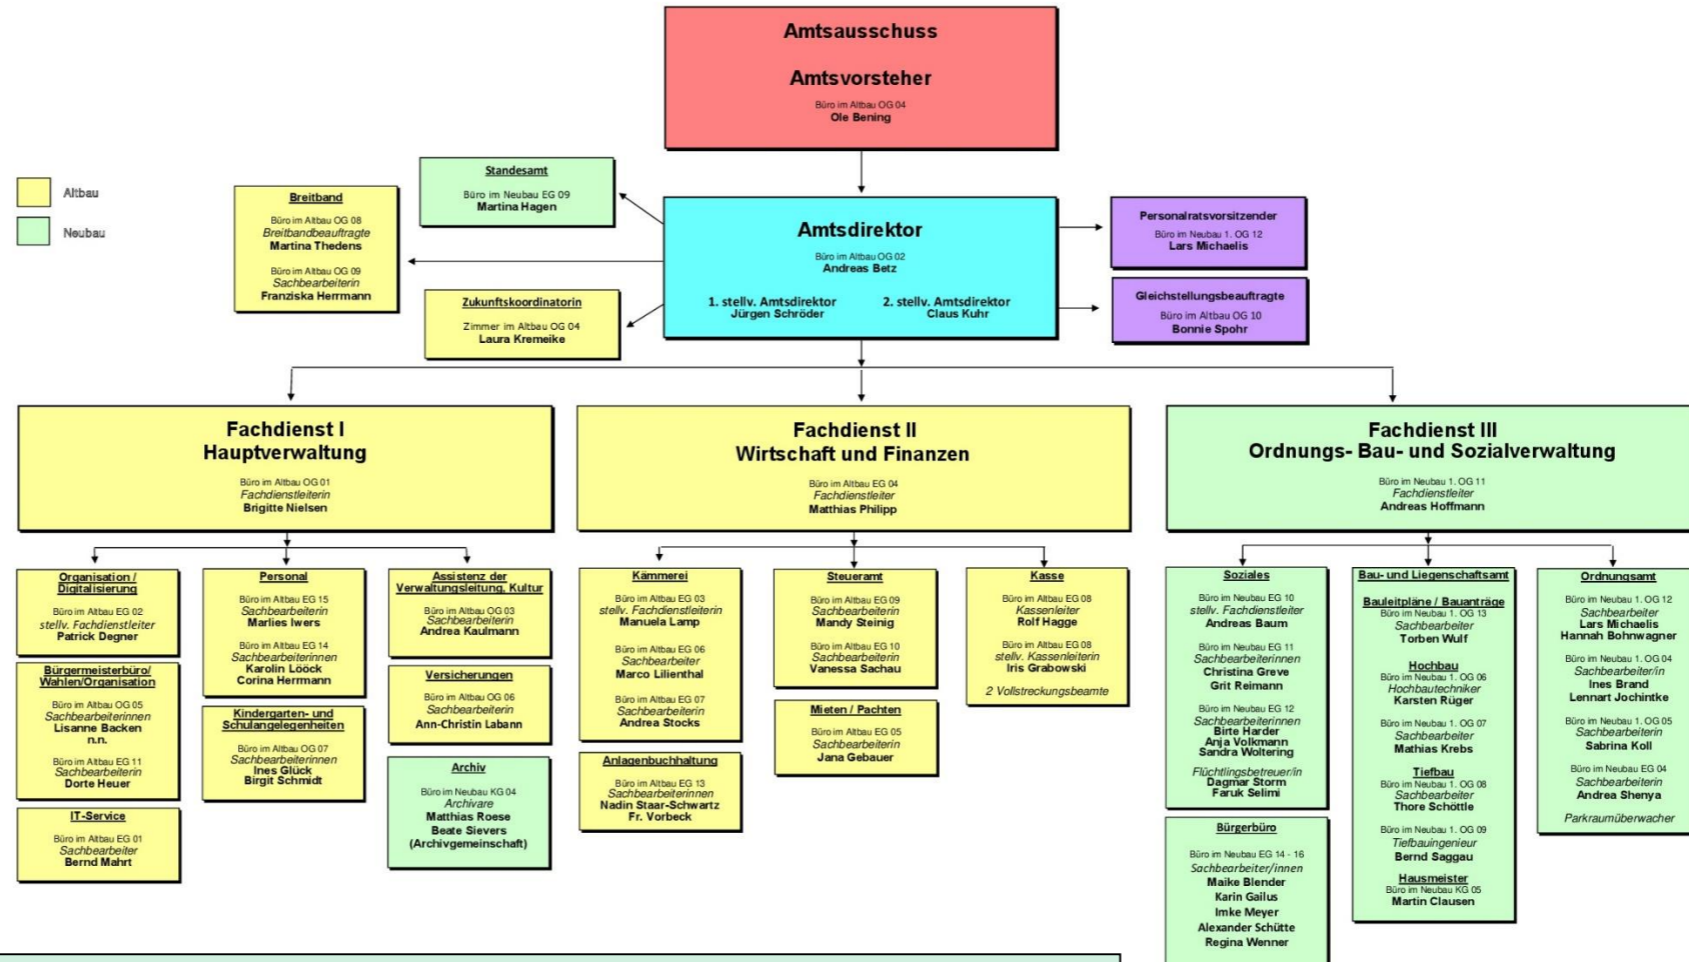 Amtsausschuss
Amtsvorsteher
Büro im Altbau OG 04
Ole Bening
Altbau
Neubau
Breitband
Büro im Altbau OG 08
Breitbandbeauftragte
Martina Thedens
Büro im Altbau OG 09
Sachbearbeiterin
Franziska Herrmann
Standesamt
Büro im Neubau EG 09
Martina Hagen
Zukunftskoordinatorin
Zimmer im Altbau OG 04
Laura Kremeike
Amtsdirektor
Büro im Altbau OG 02
Andreas Betz
1. stellv. Amtsdirektor
Jürgen Schröder
2. stellv. Amtsdirektor
Claus Kuhr
Personalratsvorsitzender
Büro im Neubau 1. OG 12
Lars Michaelis
Gleichstellungsbeauftragte
Büro im Altbau OG 10
Bonnie Spohr
Fachdienst I
Hauptverwaltung
Büro im Altbau OG 01
Fachdienstleiterin
Brigitte Nielsen
Fachdienst II
Wirtschaft und Finanzen
Büro im Altbau EG 04
Fachdienstleiter
Matthias Philipp
Fachdienst III
Ordnungs- Bau- und Sozialverwaltung
Büro im Neubau 1. OG 11
Fachdienstleiter
Andreas Hoffmann
Organisation /
Digitalisierung
Büro im Altbau EG 02
stellv. Fachdienstleiter
Patrick Degner
Bürgermeisterbüro/
Wahlen/Organisation
Büro im Altbau OG 05
Sachbearbeiterinnen
Lisanne Backen
n.n.
Büro im Altbau EG 11
Sachbearbeiterin
Dorte Heuer
IT-Service
Büro im Altbau EG 01
Sachbearbeiter
Bernd Mahrt
Personal
Büro im Altbau EG 15
Sachbearbeiterin
Marlies Iwers
Büro im Altbau EG 14
Sachbearbeiterinnen
Karolin Lööck
Corina Herrmann
Kindergarten- und
Schulangelegenheiten
Büro im Altbau OG 07
Sachbearbeiterinnen
Ines Glück
Birgit Schmidt
Assistenz der
Verwaltungsleitung, Kultur
Büro im Altbau OG 03
Sachbearbeiterin
Andrea Kaulmann
Versicherungen
Büro im Altbau OG 06
Sachbearbeiterin
Ann-Christin Labann
Archiv
Büro im Neubau KG 04
Archivare
Matthias Roese
Beate Sievers
(Archivgemeinschaft)
Kämmerei
Büro im Altbau EG 03
stellv. Fachdienstleiterin
Manuela Lamp
Büro im Altbau EG 06
Sachbearbeiter
Marco Lilienthal
Büro im Altbau EG 07
Sachbearbeiterin
Andrea Stocks
Anlagenbuchhaltung
Büro im Altbau EG 13
Sachbearbeiterinnen
Nadin Staar-Schwartz
Fr. Vorbeck
Steueramt
Büro im Altbau EG 09
Sachbearbeiterin
Mandy Steinig
Büro im Altbau EG 10
Sachbearbeiterin
Vanessa Sachau
Mieten / Pachten
Büro im Altbau EG 05
Sachbearbeiterin
Jana Gebauer
Kasse
Büro im Altbau EG 08
Kassenleiter
Rolf Hagge
Büro im Altbau EG 08
stellv. Kassenleiterin
Iris Grabowski
2 Vollstreckungsbeamte
Soziales
Büro im Neubau EG 10
stellv. Fachdienstleiter
Andreas Baum
Büro im Neubau EG 11
Sachbearbeiterinnen
Christina Greve
Grit Reimann
Büro im Neubau EG 12
Sachbearbeiterinnen
Birte Harder
Anja Volkmann
Sandra Woltering
Flüchtlingsbetreuer/in
Dagmar Storm
Faruk Selimi
Bürgerbüro
Büro im Neubau EG 14 - 16
Sachbearbeiter/innen
Maike Blender
Karin Gailus
Imke Meyer
Alexander Schütte
Regina Wenner
Bau- und Liegenschaftsamt
Bauleitpläne / Bauanträge
Büro im Neubau 1. OG 13
Sachbearbeiter
Torben Wulf
Hochbau
Büro im Neubau 1. OG 06
Hochbautechniker
Karsten Rüger
Büro im Neubau 1. OG 07
Sachbearbeiter
Mathias Krebs
Tiefbau
Büro im Neubau 1. OG 08
Sachbearbeiter
Thore Schöttle
Büro im Neubau 1. OG 09
Tiefbauingenieur
Bernd Saggau
Hausmeister
Büro im Neubau KG 05
Martin Clausen
Ordnungsamt
Büro im Neubau 1. OG 12
Sachbearbeiter
Lars Michaelis
Hannah Bohnwagner
Büro im Neubau 1. OG 04
Sachbearbeiter/in
Ines Brand
Lennart Jochintke
Büro im Neubau 1. OG 05
Sachbearbeiterin
Sabrina Koll
Büro im Neubau EG 04
Sachbearbeiterin
Andrea Shenya
Parkraumüberwacher